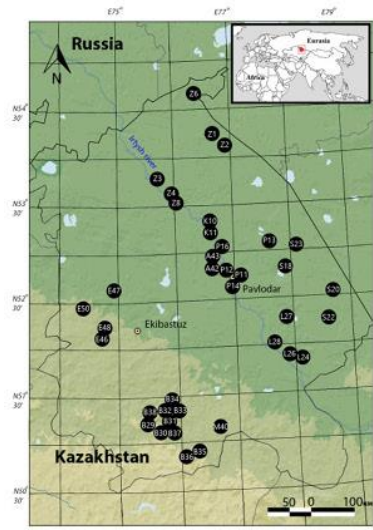 E75 E77 E79
Russia
Eurasia
Africa
N
Z6
N54
30'
Z1
Z2
Irtysh river
Z3
Z4
Z8
N53
30'
K10
K11
P13
P16
S23
A43
S18
A42 P12 P11
P14 Pavlodar
S20
E47
N52
30'
E50
L27
S22
E48
Ekibastuz
E46
L28
L26 L24
N51
30'
B34
B38 B32 B33
B31
B29
M40
B30 B37
Kazakhstan
B35
B36
N50
30'
50 0 100 км